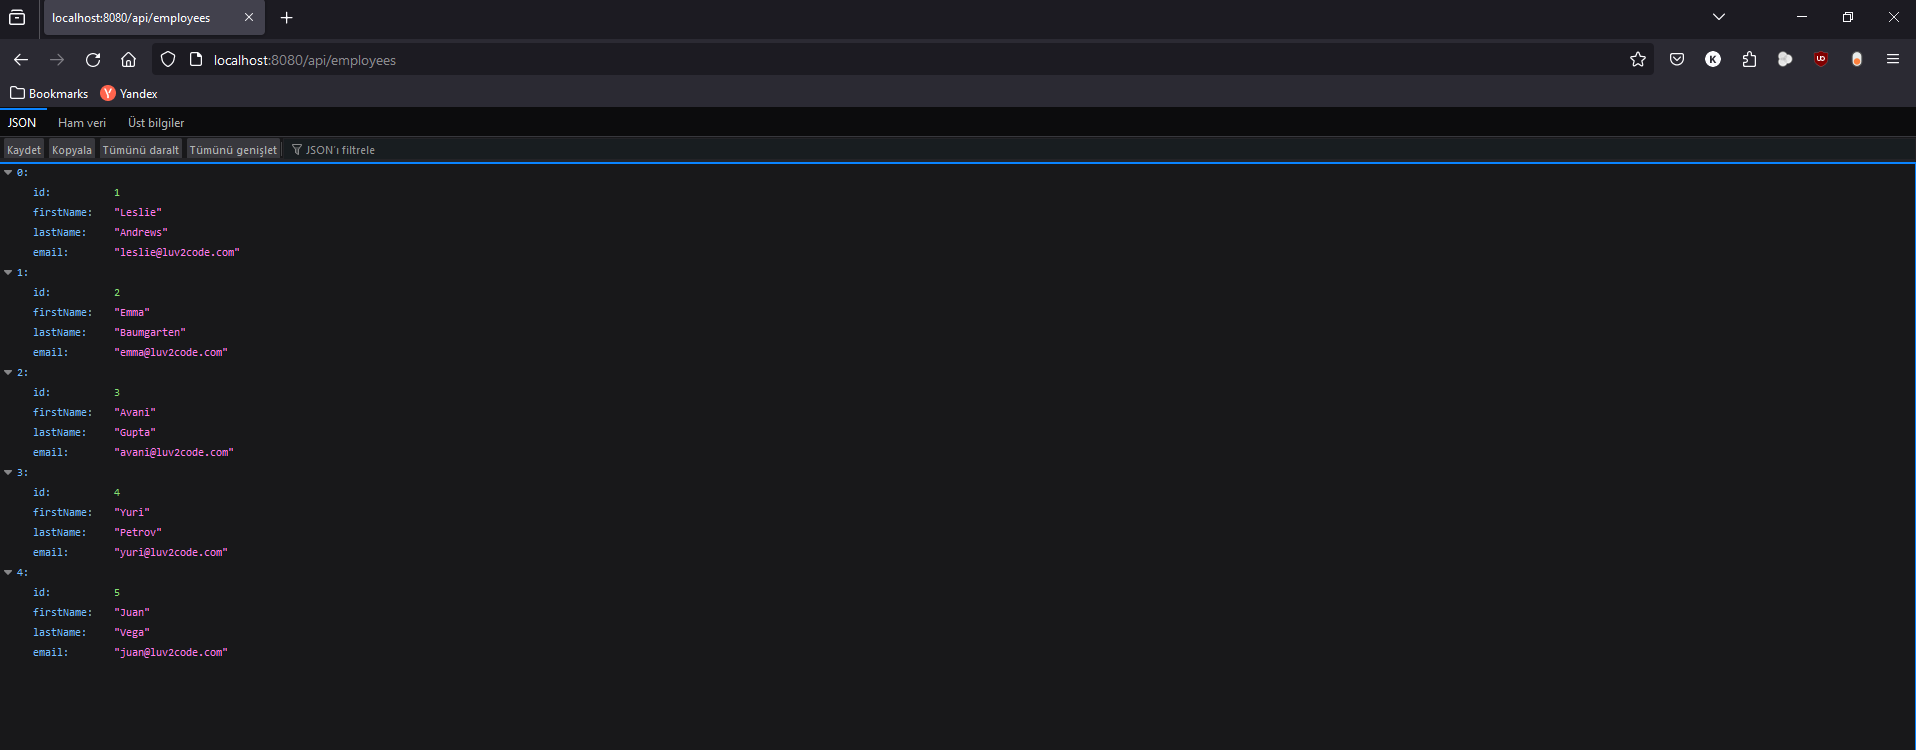 localhost:8080/api/employees
localhost:8080/api/employees
Bookmarks Yandex
JSON Ham veri Üst bilgiler
Kaydet Kopyala Tümünü daralt Tümünü genişlet JSON'ı filtrele
0:
id: 1
firstName: "Leslie"
lastName: "Andrews"
email: "leslie@luv2code.com"
1:
id: 2
firstName: "Emma"
lastName: "Baumgarten"
email: "emma@luv2code.com"
2:
id: 3
firstName: "Avani"
lastName: "Gupta"
email: "avani@luv2code.com"
3:
id: 4
firstName: "Yuri"
lastName: "Petrov"
email: "yuri@luv2code.com"
4:
id: 5
firstName: "Juan"
lastName: "Vega"
email: "juan@luv2code.com"